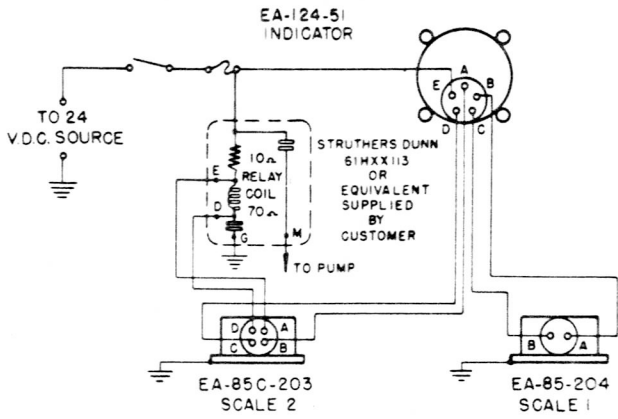 EA-124-51
INDICATOR
A
E
B
D
C
TO 24
V.D.C. SOURCE
10Ω
RELAY
COIL
70Ω
E
D
G
M
STRUTHERS DUNN
61HXX113
OR
EQUIVALENT
SUPPLIED
BY
CUSTOMER
TO PUMP
D
A
C
B
EA-85C-203
SCALE 2
B
A
EA-85-204
SCALE 1